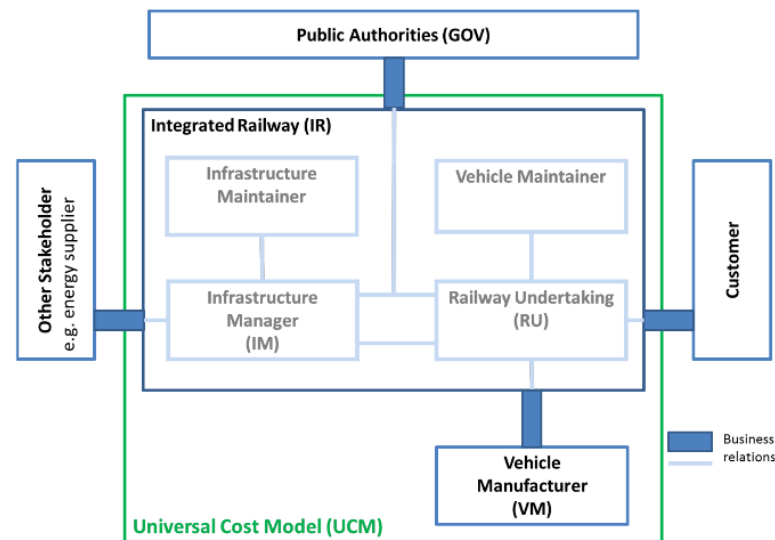 Public Authorities (GOV)
Integrated Railway (IR)
Infrastructure
Maintainer
Vehicle Maintainer
Other Stakeholder
e.g. energy supplier
Infrastructure
Manager
(IM)
Railway Undertaking
(RU)
Customer
Business
relations
Vehicle
Manufacturer
(VM)
Universal Cost Model (UCM)